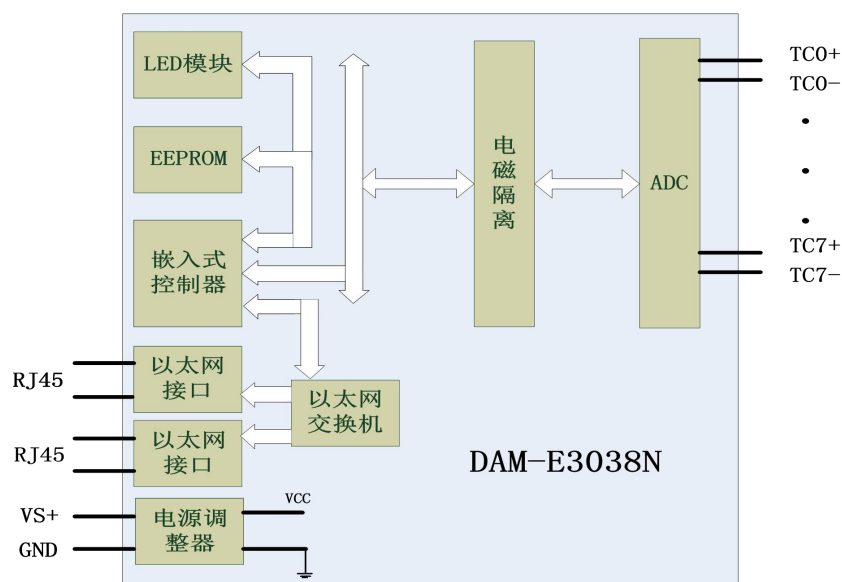 LED模块
EEPROM
嵌入式
控制器
以太网
接口
以太网
接口
以太网
交换机
电源调
整器
电
磁
隔
离
ADC
TC0+
TC0-
TC7+
TC7-
RJ45
RJ45
VS+
GND
VCC
DAM-E3038N